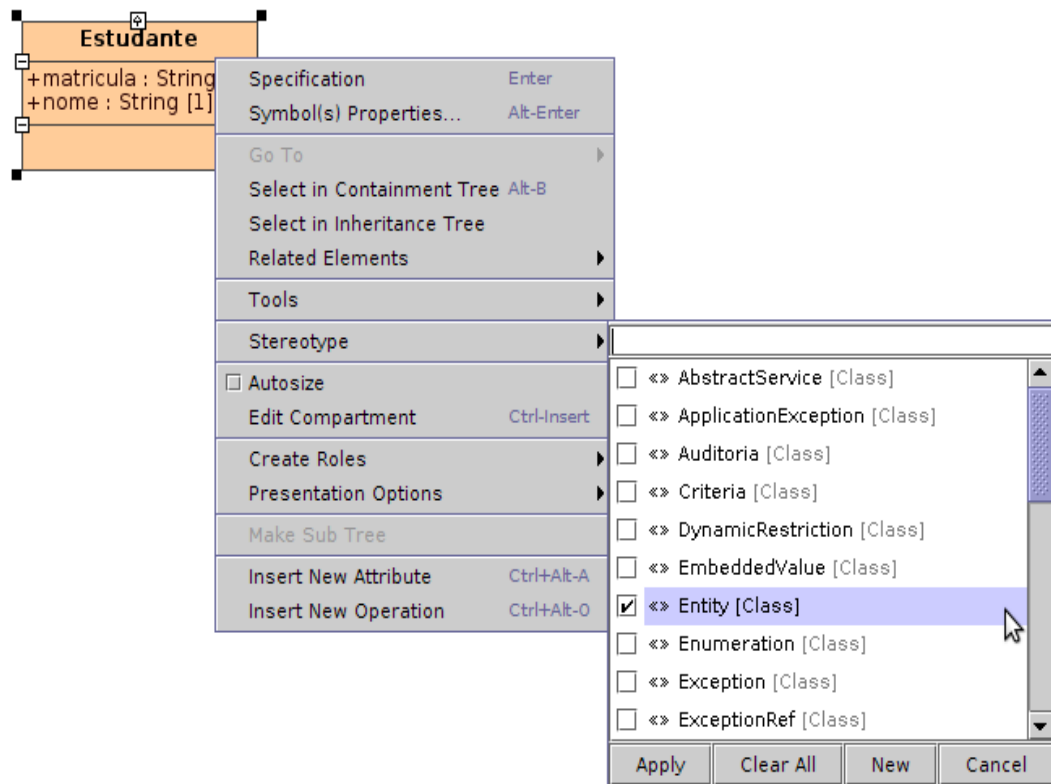 Estudante
+matricula : String
+nome : String [1]
Specification Enter
Symbol(s) Properties... Alt-Enter
Go To
Select in Containment Tree Alt-B
Select in Inheritance Tree
Related Elements
Tools
Stereotype
Autosize
Edit Compartment Ctrl-Insert
Create Roles
Presentation Options
Make Sub Tree
Insert New Attribute Ctrl+Alt-A
Insert New Operation Ctrl+Alt-O
«» AbstractService [Class]
«» ApplicationException [Class]
«» Auditoria [Class]
«» Criteria [Class]
«» DynamicRestriction [Class]
«» EmbeddedValue [Class]
«» Entity [Class]
«» Enumeration [Class]
«» Exception [Class]
«» ExceptionRef [Class]
Apply Clear All New Cancel